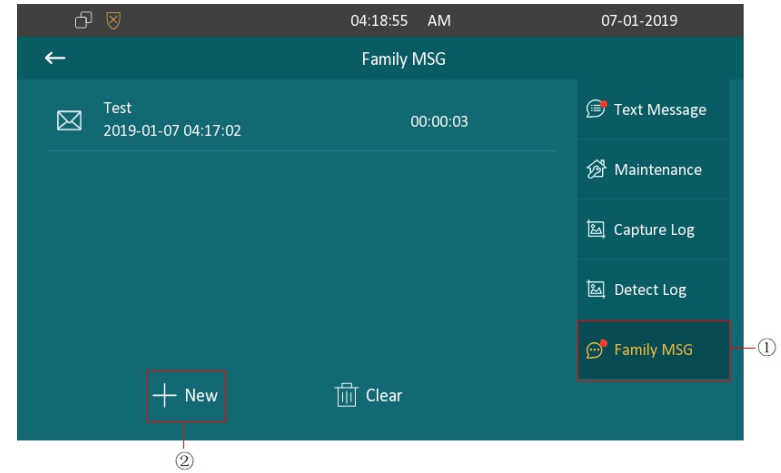 04:18:55 AM 07-01-2019
Family MSG
Test
2019-01-07 04:17:02
00:00:03
Text Message
Maintenance
Capture Log
Detect Log
Family MSG
①
New
Clear
②